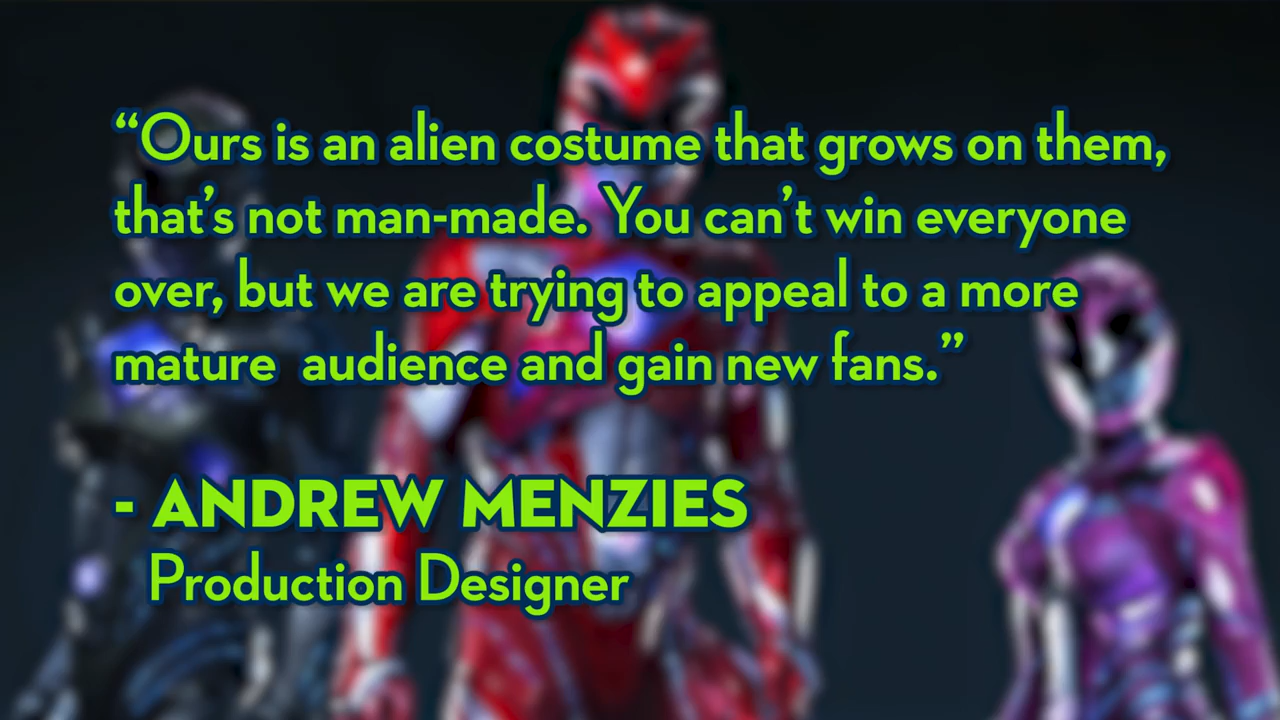 “Ours is an alien costume that grows on them,
that’s not man-made. You can’t win everyone
over, but we are trying to appeal to a more
mature  audience and gain new fans.”
- ANDREW MENZIES
Production Designer